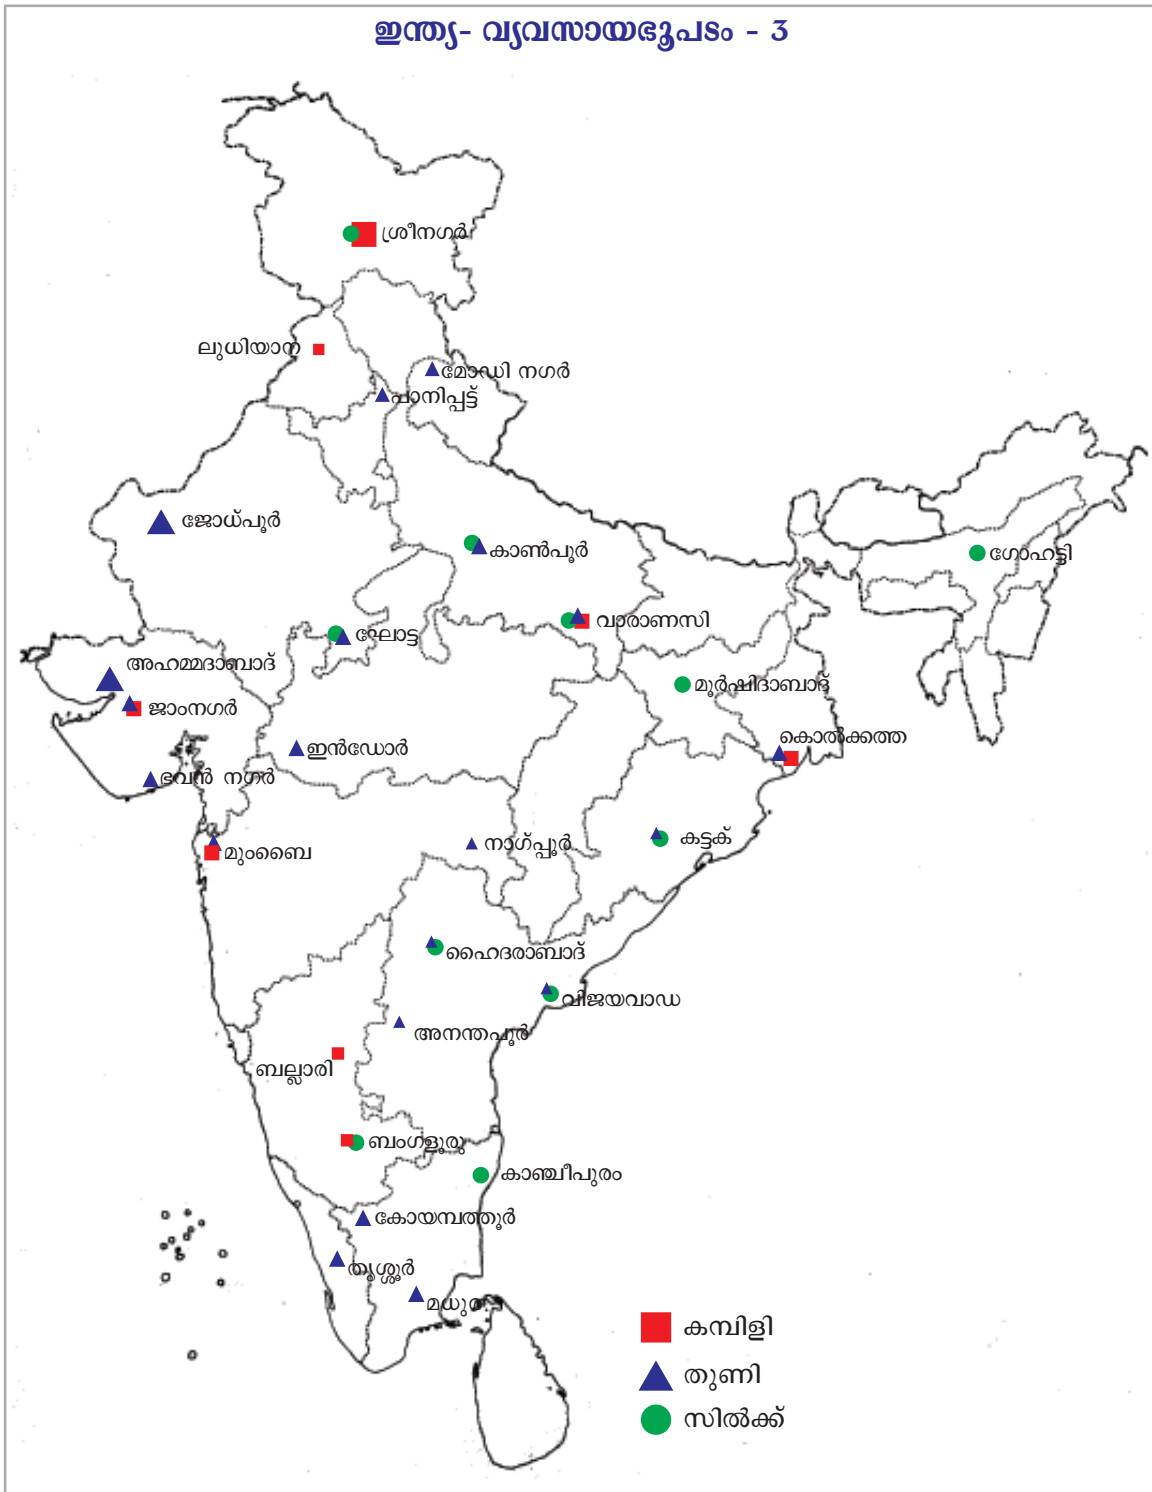 ഇന്ത്യ- വ്യവസായഭൂപടം - 3
ശ്രീനഗർ
ലുധിയാന
മോഡി നഗർ
പാനിപ്പട്ട്
ജോധ്പൂർ
കാൺപൂർ
ഗോഹട്ടി
വാരാണസി
ഘോട്ട
അഹമ്മദാബാദ്
മൂർഷിദാബാദ്
ജാംനഗർ
കൊൽക്കത്ത
ഇൻഡോർ
ഭവൻ നഗർ
കട്ടക്
നാഗ്പ്പൂർ
മുംബൈ
ഹൈദരാബാദ്
വിജയവാഡ
അനന്തപൂർ
ബല്ലാരി
ബംഗളൂരു
കാഞ്ചീപുരം
കോയമ്പത്തൂർ
തൃശ്ശൂർ
മധുര
കമ്പിളി
തുണി
സിൽക്ക്